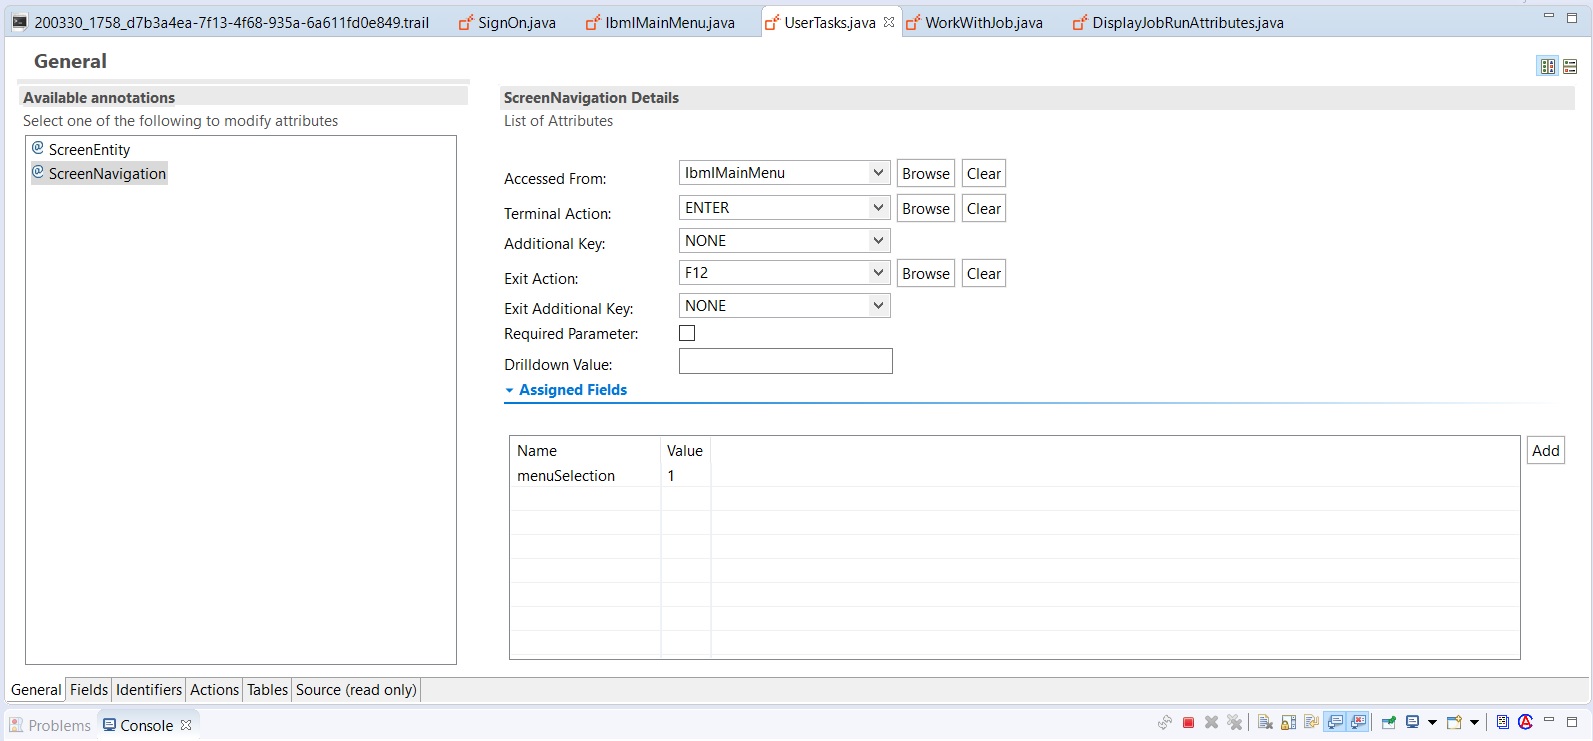 200330_1758_d7b3a4ea-7f13-4f68-935a-6a611fd0e849.trail SignOn.java IbmIMainMenu.java UserTasks.java WorkWithJob.java DisplayJobRunAttributes.java
General
Available annotations
Select one of the following to modify attributes
@ ScreenEntity
@ ScreenNavigation
ScreenNavigation Details
List of Attributes
Accessed From: IbmIMainMenu Browse Clear
Terminal Action: ENTER Browse Clear
Additional Key: NONE
Exit Action: F12 Browse Clear
Exit Additional Key: NONE
Required Parameter:
Drilldown Value:
Assigned Fields
Name Value
menuSelection 1
Add
General Fields Identifiers Actions Tables Source (read only)
Problems Console